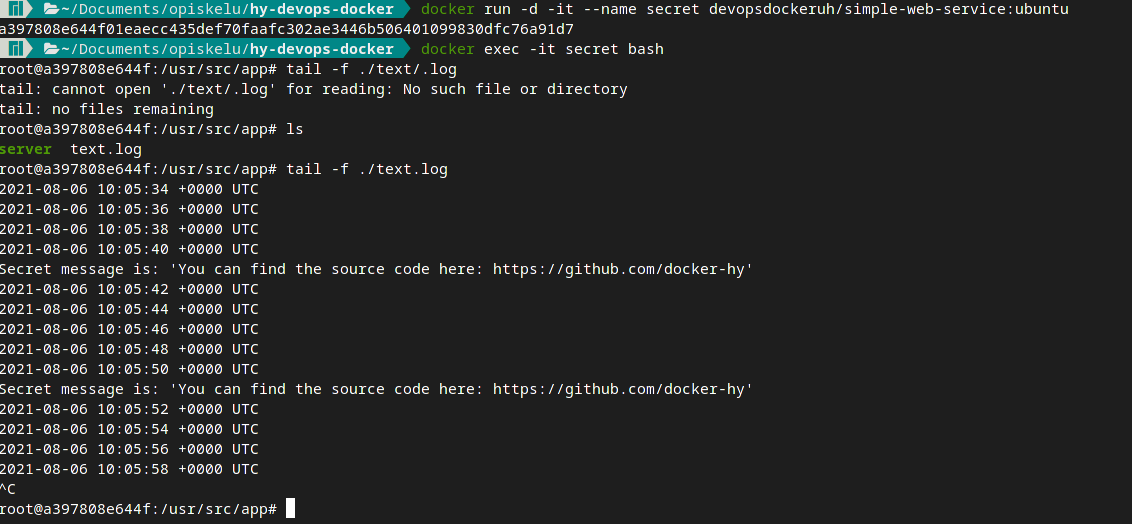 ~/Documents/opiskelu/hy-devops-docker docker run -d -it --name secret devopsdockeruh/simple-web-service:ubuntu
a397808e644f01eaecc435def70faafc302ae3446b506401099830dfc76a91d7
~/Documents/opiskelu/hy-devops-docker docker exec -it secret bash
root@a397808e644f:/usr/src/app# tail -f ./text/.log
tail: cannot open './text/.log' for reading: No such file or directory
tail: no files remaining
root@a397808e644f:/usr/src/app# ls
server  text.log
root@a397808e644f:/usr/src/app# tail -f ./text.log
2021-08-06 10:05:34 +0000 UTC
2021-08-06 10:05:36 +0000 UTC
2021-08-06 10:05:38 +0000 UTC
2021-08-06 10:05:40 +0000 UTC
Secret message is: 'You can find the source code here: https://github.com/docker-hy'
2021-08-06 10:05:42 +0000 UTC
2021-08-06 10:05:44 +0000 UTC
2021-08-06 10:05:46 +0000 UTC
2021-08-06 10:05:48 +0000 UTC
2021-08-06 10:05:50 +0000 UTC
Secret message is: 'You can find the source code here: https://github.com/docker-hy'
2021-08-06 10:05:52 +0000 UTC
2021-08-06 10:05:54 +0000 UTC
2021-08-06 10:05:56 +0000 UTC
2021-08-06 10:05:58 +0000 UTC
^C
root@a397808e644f:/usr/src/app#